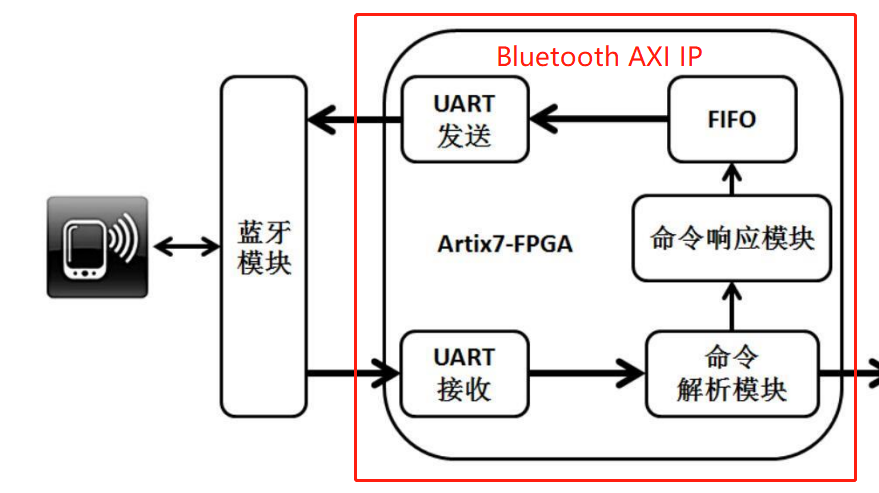 Bluetooth AXI IP
UART
发送
FIFO
蓝牙
模块
Artix7-FPGA
命令响应模块
UART
接收
命令
解析模块